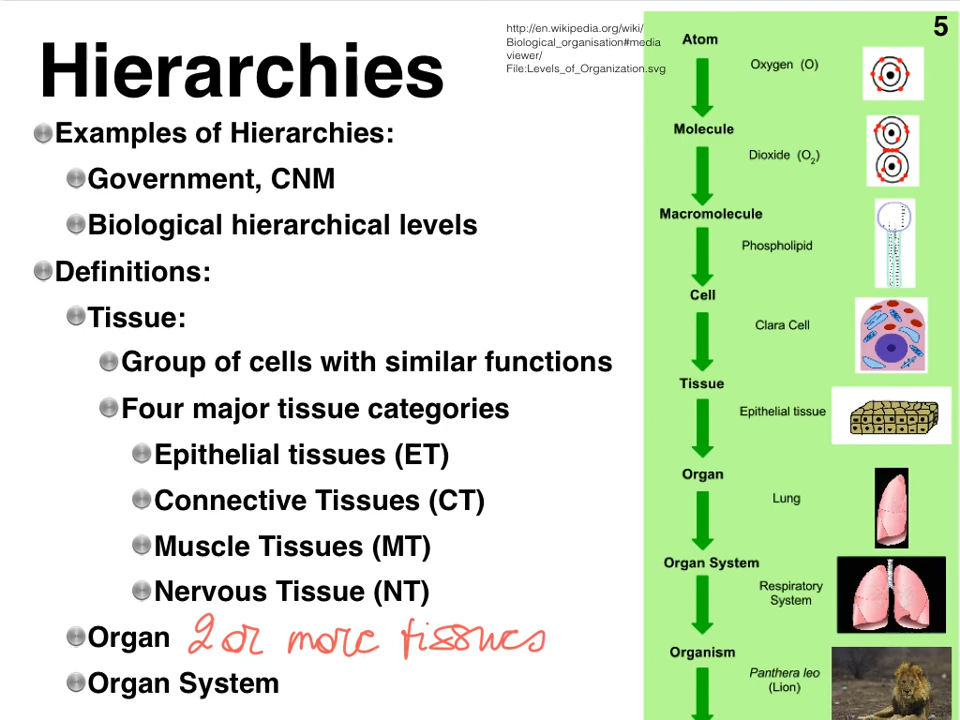 Hierarchies
http://en.wikipedia.org/wiki/
Biological_organisation#media
viewer/
File:Levels_of_Organization.svg
5
Examples of Hierarchies:
Government, CNM
Biological hierarchical levels
Definitions:
Tissue:
Group of cells with similar functions
Four major tissue categories
Epithelial tissues (ET)
Connective Tissues (CT)
Muscle Tissues (MT)
Nervous Tissue (NT)
Organ 2 or more tissues
Organ System
Atom
Oxygen (O)
Molecule
Dioxide (O₂)
Macromolecule
Phospholipid
Cell
Clara Cell
Tissue
Epithelial tissue
Organ
Lung
Organ System
Respiratory
System
Organism
Panthera leo
(Lion)